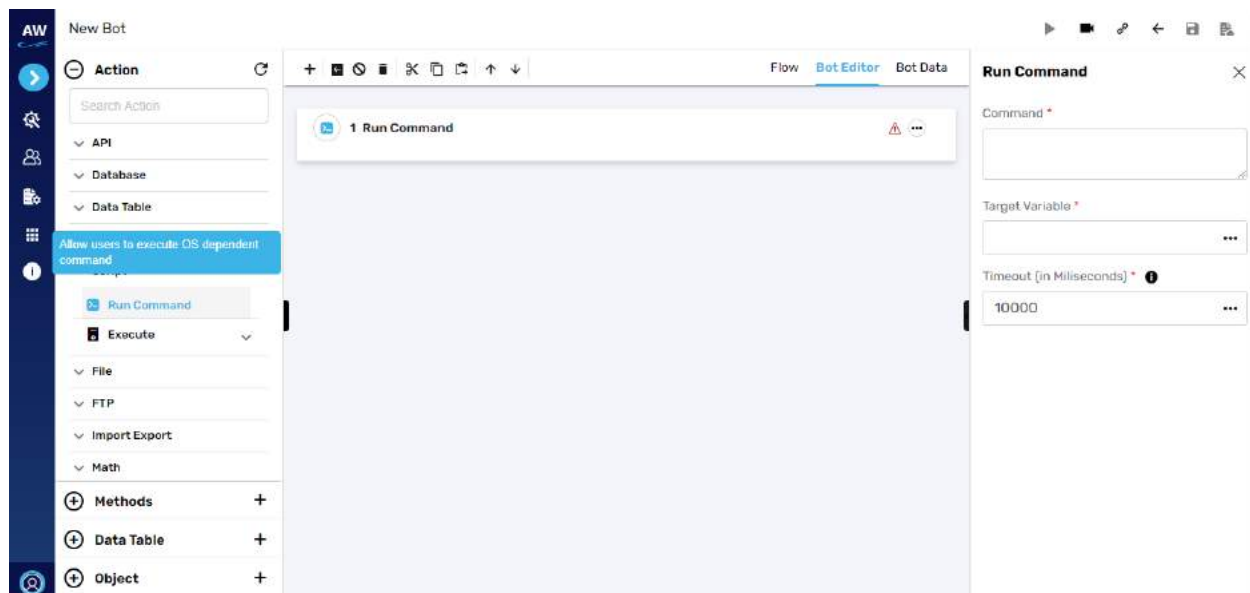 AW
New Bot
Action
Search Action
API
Database
Data Table
Allow users to execute OS dependent
command
Run Command
Execute
File
FTP
Import Export
Math
Methods
Data Table
Object
Flow
Bot Editor
Bot Data
1 Run Command
Run Command
Command *
Target Variable *
Timeout (in Miliseconds) *
10000